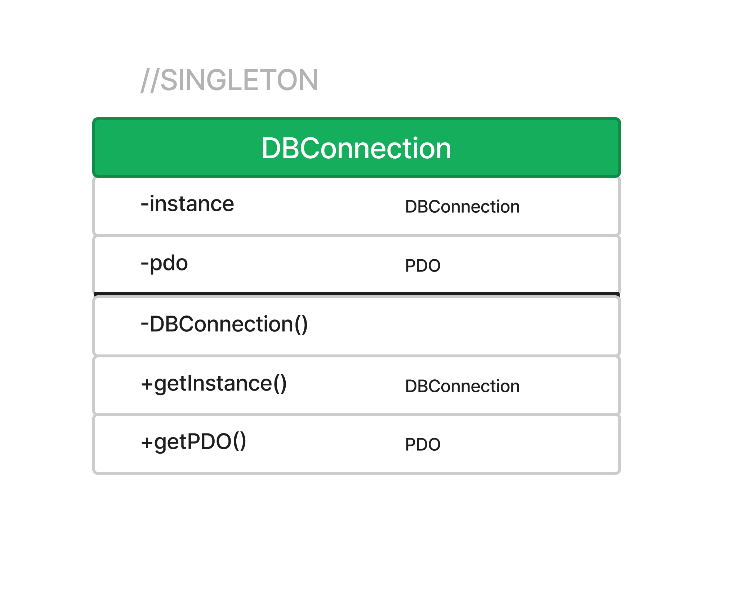 //SINGLETON
DBConnection
-instance DBConnection
-pdo PDO
-DBConnection()
+getInstance() DBConnection
+getPDO() PDO